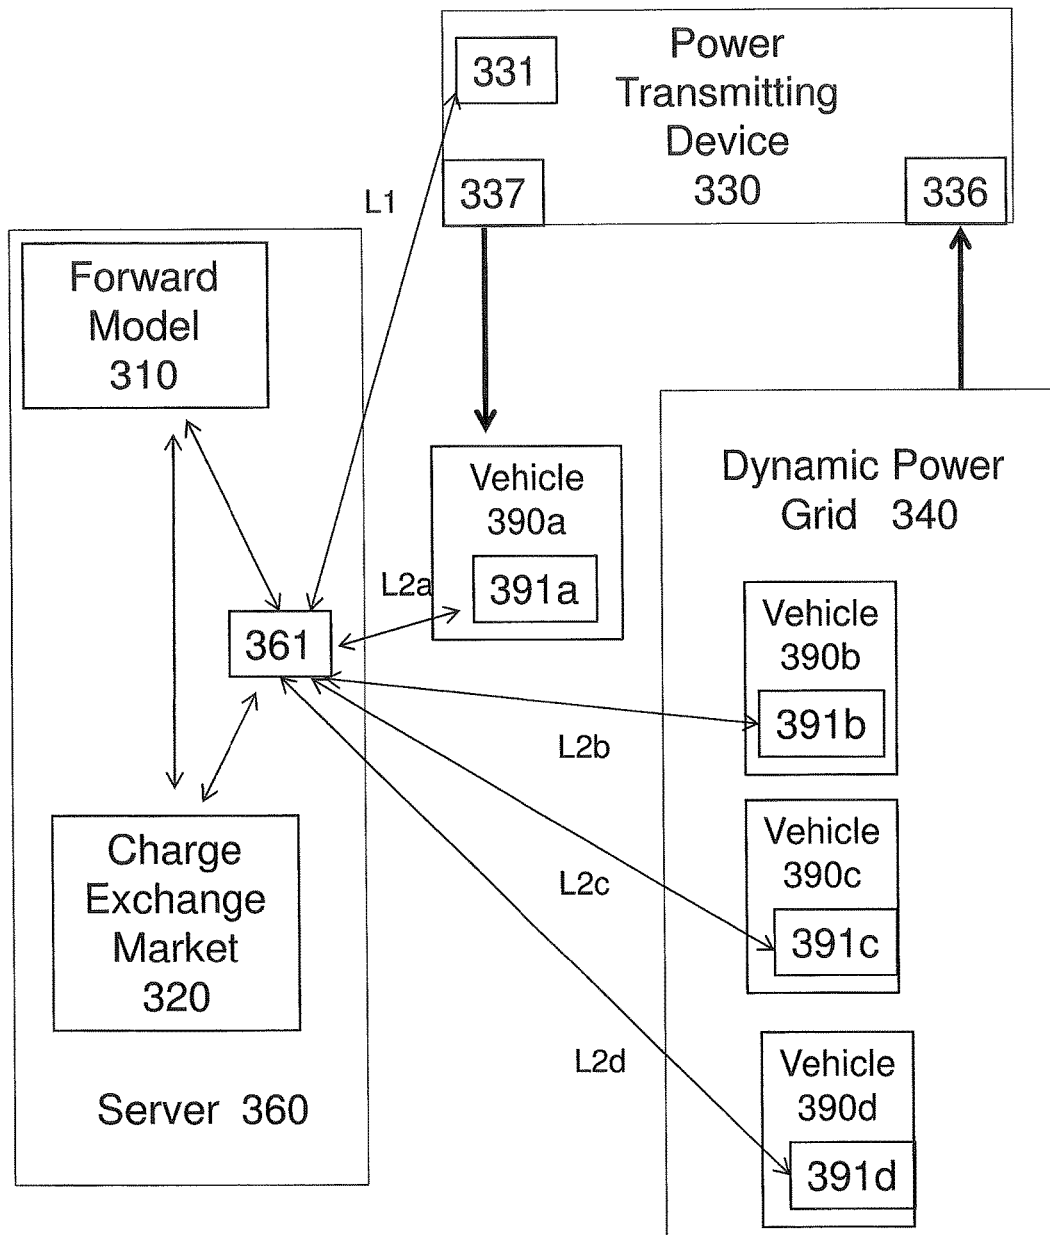 331
Power
Transmitting
Device
330
337
336
L1
Forward
Model
310
Vehicle
390a
391a
L2a
Dynamic Power
Grid 340
361
Vehicle
390b
391b
L2b
Charge
Exchange
Market
320
Vehicle
390c
391c
L2c
Server 360
L2d
Vehicle
390d
391d